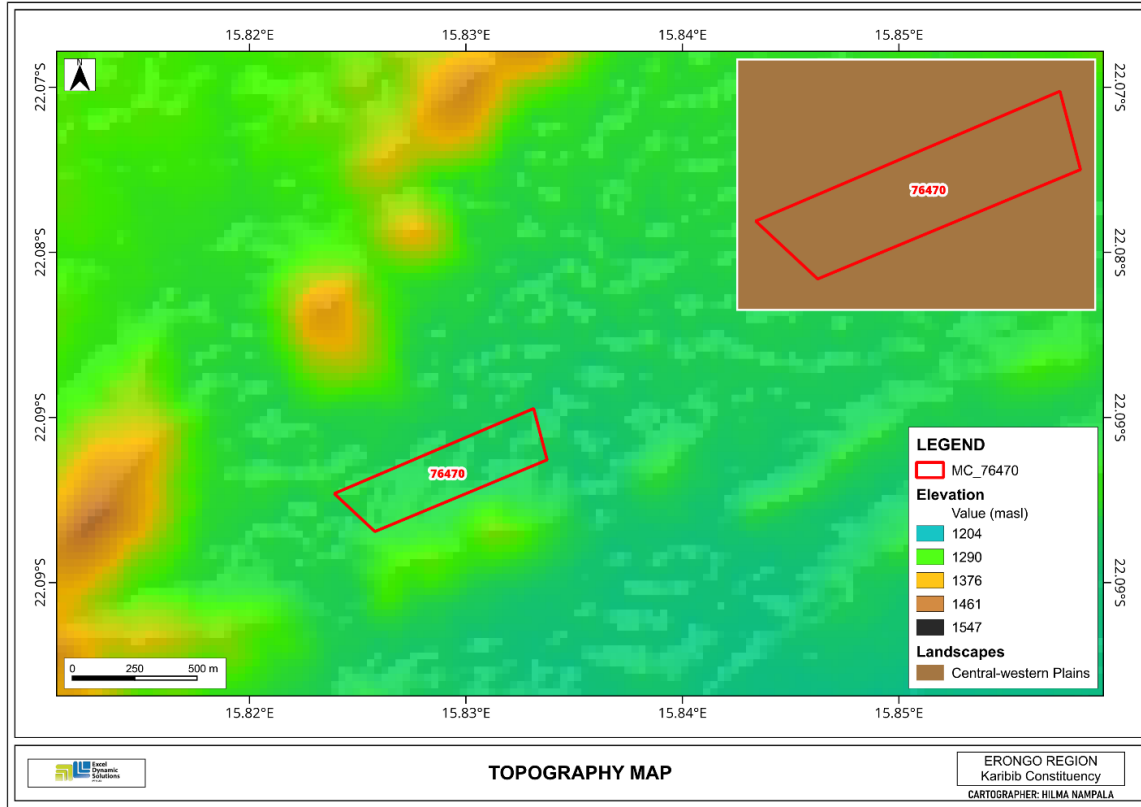 15.82°E
15.83°E
15.84°E
15.85°E
N
22.07°S
22.07°S
76470
22.08°S
22.08°S
22.09°S
22.09°S
76470
LEGEND
MC_76470
Elevation
Value (masl)
1204
1290
1376
1461
1547
Landscapes
Central-western Plains
22.09°S
22.09°S
0 250 500 m
15.82°E
15.83°E
15.84°E
15.85°E
Excel
Dynamic
Solutions
TOPOGRAPHY MAP
ERONGO REGION
Karibib Constituency
CARTOGRAPHER: HILMA NAMPALA